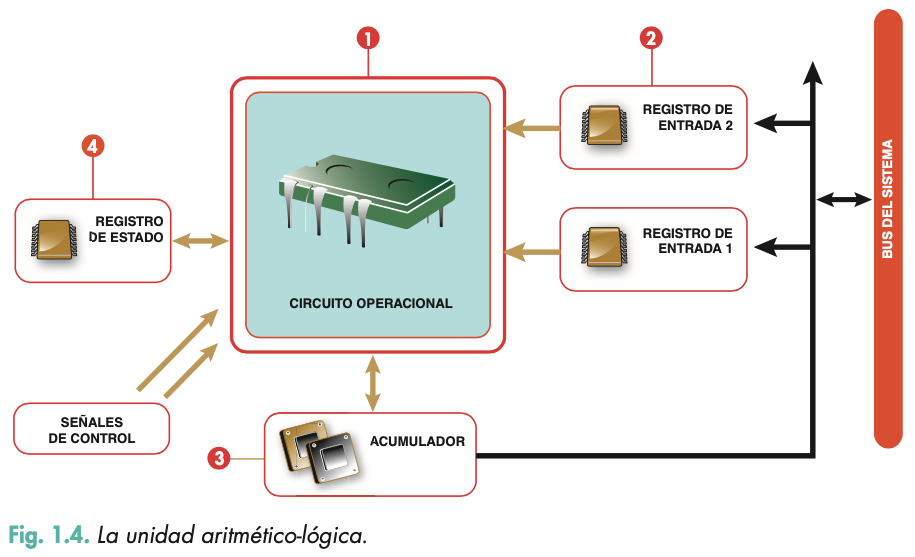 1
2
REGISTRO DE
ENTRADA 2
4
REGISTRO
DE ESTADO
REGISTRO DE
ENTRADA 1
BUS DEL SISTEMA
CIRCUITO OPERACIONAL
SEÑALES
DE CONTROL
ACUMULADOR
3
Fig. 1.4. La unidad aritmético-lógica.